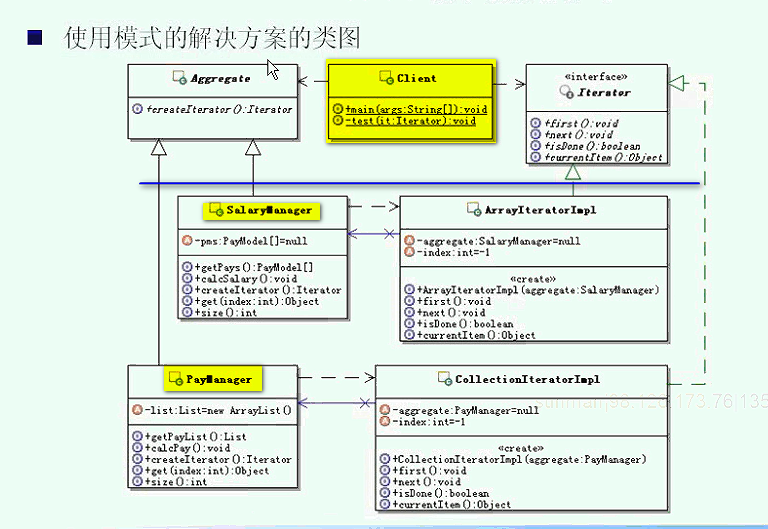 使用模式的解决方案的类图
Aggregate
+createIterator():Iterator
Client
+main(args:String[]):void
-test(it:Iterator):void
«interface»
Iterator
+first():void
+next():void
+isDone():boolean
+currentItem():Object
SalaryManager
-pms:PayModel[]=null
+getPays():PayModel[]
+calcSalary():void
+createIterator():Iterator
+get(index:int):Object
+size():int
ArrayIteratorImpl
-aggregate:SalaryManager=null
-index:int=-1
«create»
+ArrayIteratorImpl(aggregate:SalaryManager)
+first():void
+next():void
+isDone():boolean
+currentItem():Object
PayManager
-list:List=new ArrayList()
+getPayList():List
+calcPay():void
+createIterator():Iterator
+get(index:int):Object
+size():int
CollectionIteratorImpl
-aggregate:PayManager=null
-index:int=-1
«create»
+CollectionIteratorImpl(aggregate:PayManager)
+first():void
+next():void
+isDone():boolean
+currentItem():Object